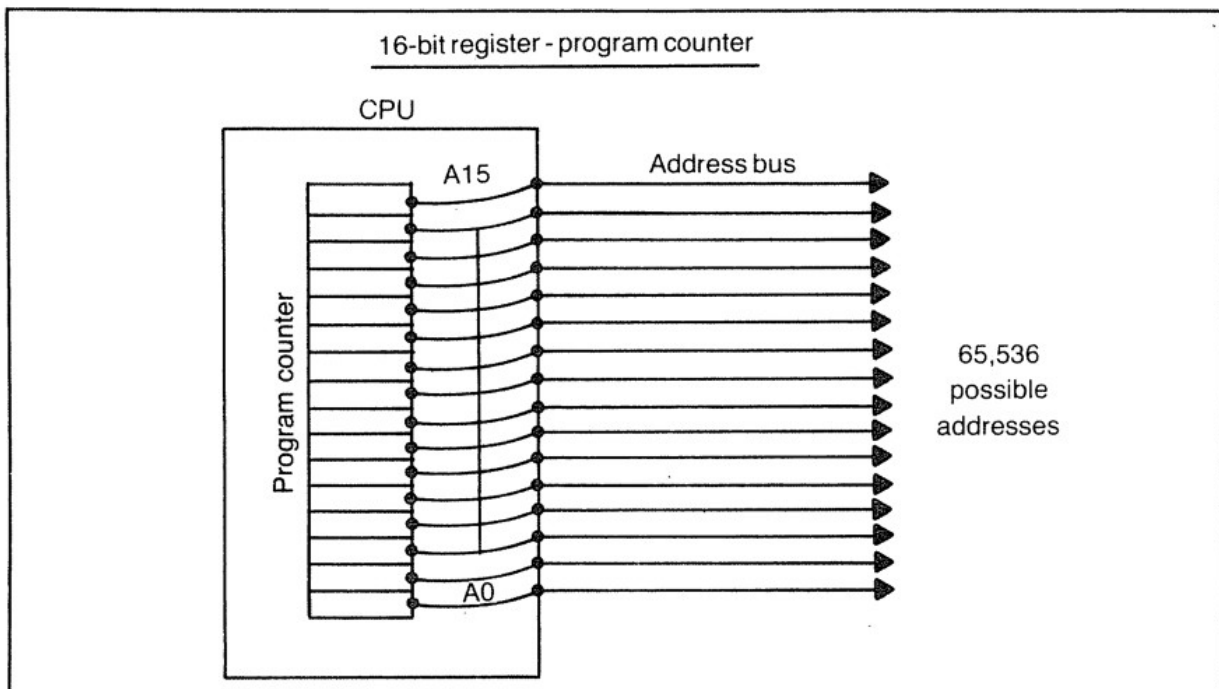 16-bit register - program counter
CPU
A15
Address bus
Program counter
65,536
possible
addresses
A0